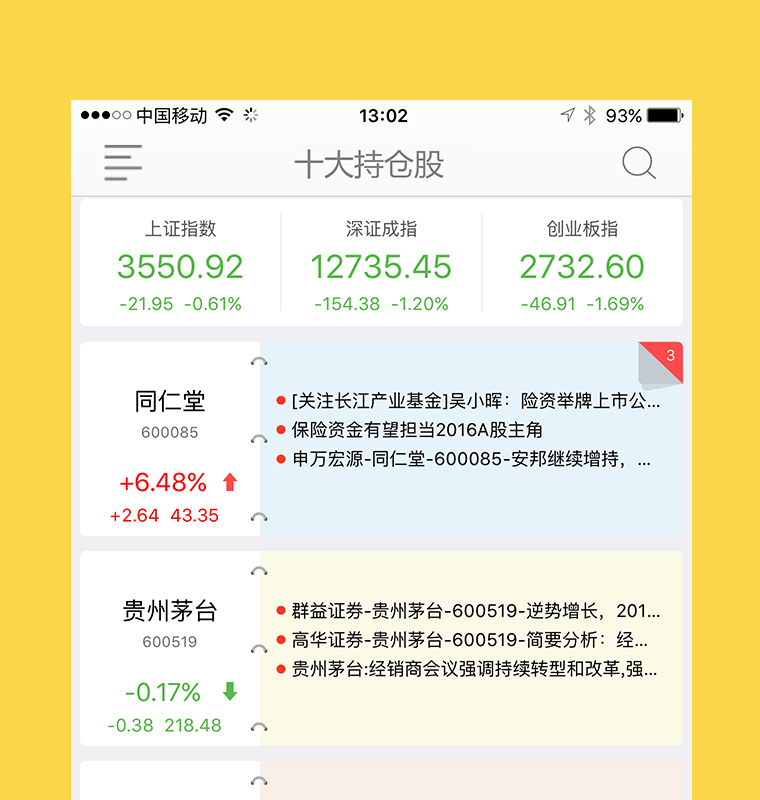 中国移动 13:02 93%
十大持仓股
上证指数 深证成指 创业板指
3550.92 12735.45 2732.60
-21.95 -0.61% -154.38 -1.20% -46.91 -1.69%
3
同仁堂
600085
+6.48%
+2.64 43.35
[关注长江产业基金]吴小晖：险资举牌上市公...
保险资金有望担当2016A股主角
申万宏源-同仁堂-600085-安邦继续增持，...
贵州茅台
600519
-0.17%
-0.38 218.48
群益证券-贵州茅台-600519-逆势增长，201...
高华证券-贵州茅台-600519-简要分析：经...
贵州茅台:经销商会议强调持续转型和改革,强...